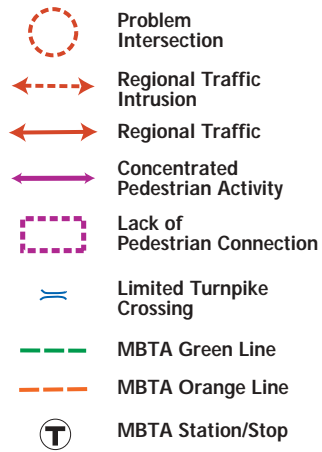 Problem
Intersection
Regional Traffic
Intrusion
Regional Traffic
Concentrated
Pedestrian Activity
Lack of
Pedestrian Connection
Limited Turnpike
Crossing
MBTA Green Line
MBTA Orange Line
T
MBTA Station/Stop